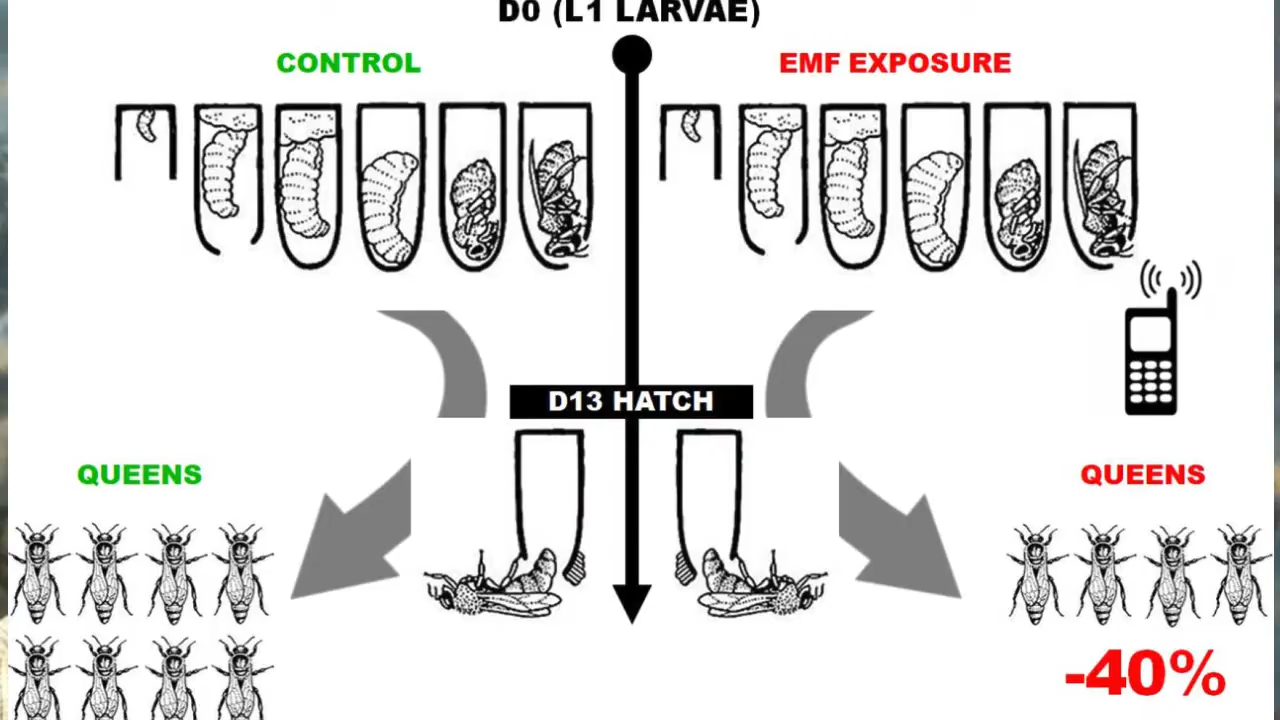 D0 (L1 LARVAE)
CONTROL
EMF EXPOSURE
D13 HATCH
QUEENS
QUEENS
-40%